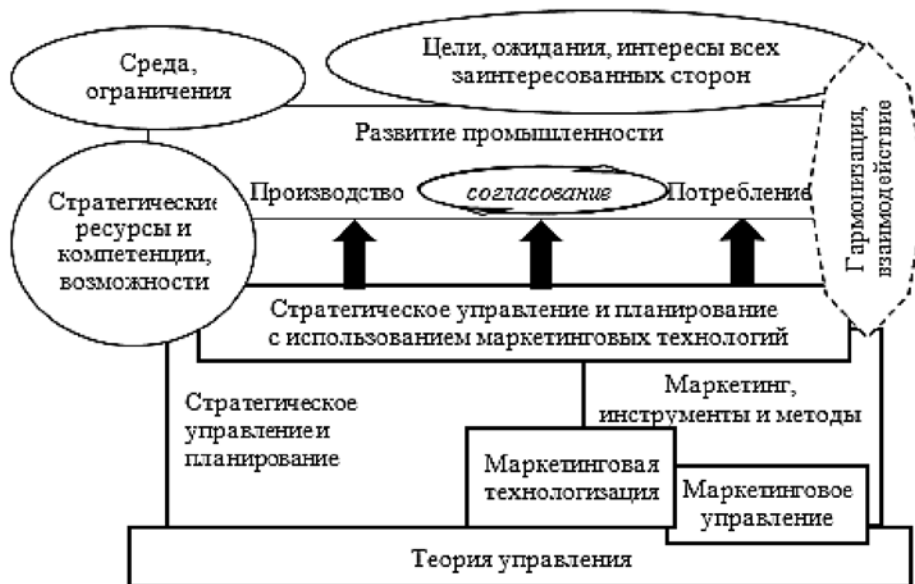 Среда,
ограничения
Цели, ожидания, интересы всех
заинтересованных сторон
Развитие промышленности
Гармонизация,
взаимодействие
Стратегические
ресурсы и
компетенции,
возможности
Производство
согласование
Потребление
Стратегическое управление и планирование
с использованием маркетинговых технологий
Стратегическое
управление и
планирование
Маркетинг,
инструменты и методы
Маркетинговая
технологизация
Маркетинговое
управление
Теория управления